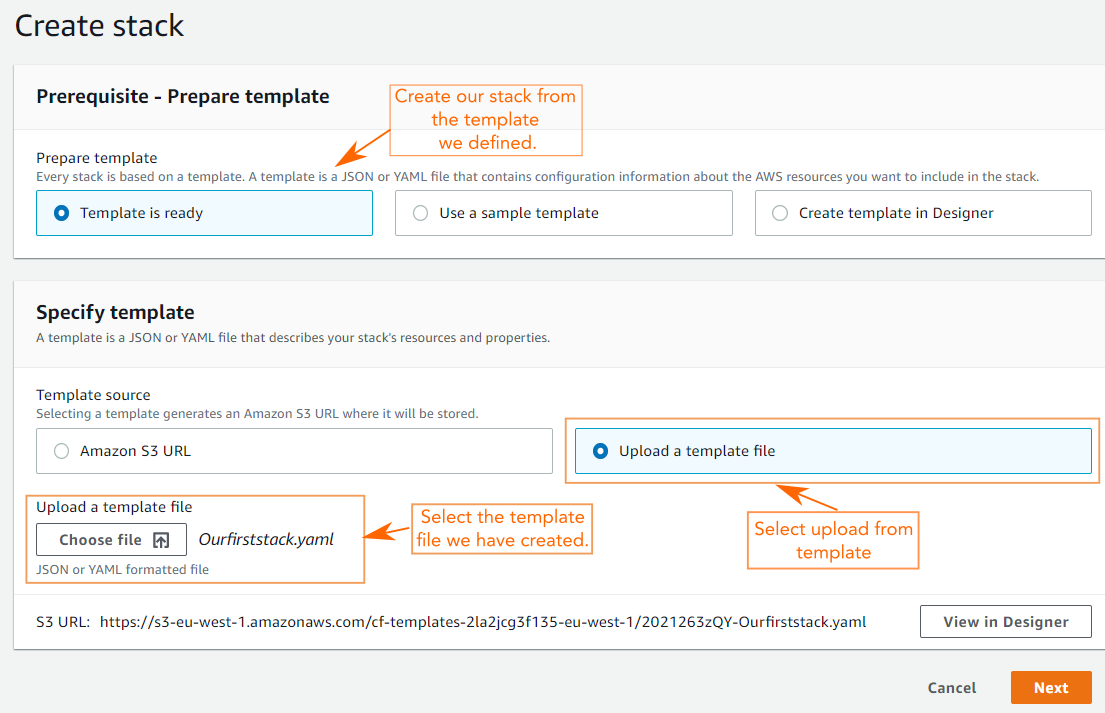 Create stack
Prerequisite - Prepare template
Create our stack from
the template
we defined.
Prepare template
Every stack is based on a template. A template is a JSON or YAML file that contains configuration information about the AWS resources you want to include in the stack.
Template is ready
Use a sample template
Create template in Designer
Specify template
A template is a JSON or YAML file that describes your stack's resources and properties.
Template source
Selecting a template generates an Amazon S3 URL where it will be stored.
Amazon S3 URL
Upload a template file
Upload a template file
Choose file
Ourfirststack.yaml
JSON or YAML formatted file
Select the template
file we have created.
Select upload from
template
S3 URL: https://s3-eu-west-1.amazonaws.com/cf-templates-2la2jcg3f135-eu-west-1/2021263zQY-Ourfirststack.yaml
View in Designer
Cancel
Next